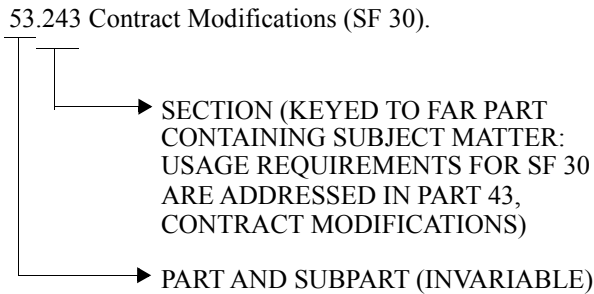 53.243 Contract Modifications (SF 30).
SECTION (KEYED TO FAR PART
CONTAINING SUBJECT MATTER:
USAGE REQUIREMENTS FOR SF 30
ARE ADDRESSED IN PART 43,
CONTRACT MODIFICATIONS)
PART AND SUBPART (INVARIABLE)